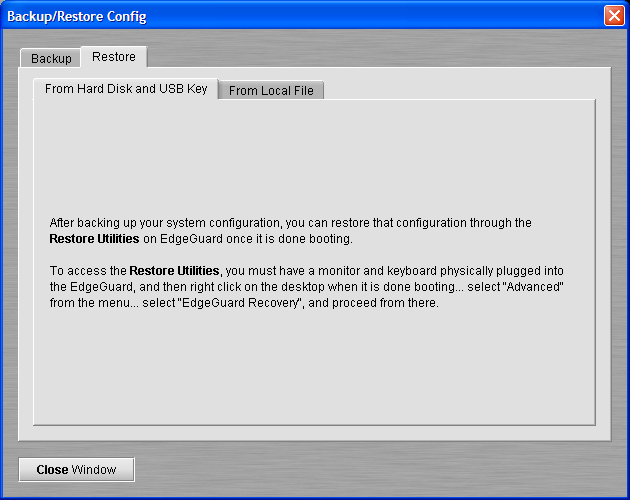 Backup/Restore Config
Backup
Restore
From Hard Disk and USB Key
From Local File
After backing up your system configuration, you can restore that configuration through the
Restore Utilities on EdgeGuard once it is done booting.
To access the Restore Utilities, you must have a monitor and keyboard physically plugged into
the EdgeGuard, and then right click on the desktop when it is done booting... select "Advanced"
from the menu... select "EdgeGuard Recovery", and proceed from there.
Close Window